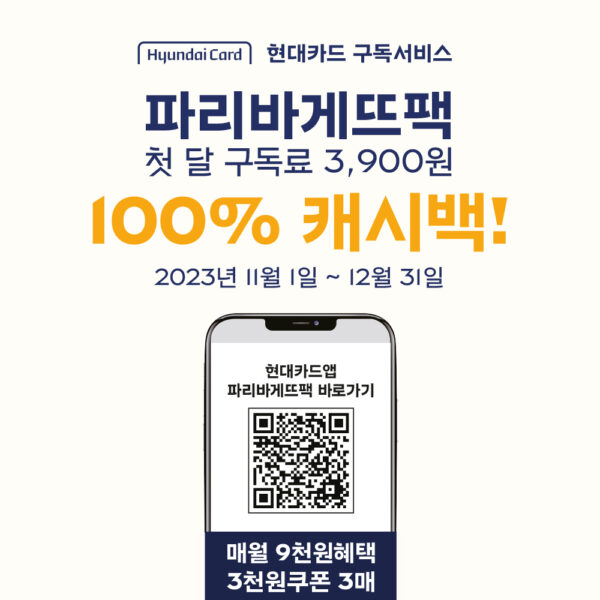 Hyundai Card 현대카드 구독서비스
파리바게뜨팩
첫 달 구독료 3,900원
100% 캐시백!
2023년 11월 1일 ~ 12월 31일
현대카드앱
파리바게뜨팩 바로가기
매월 9천원혜택
3천원쿠폰 3매